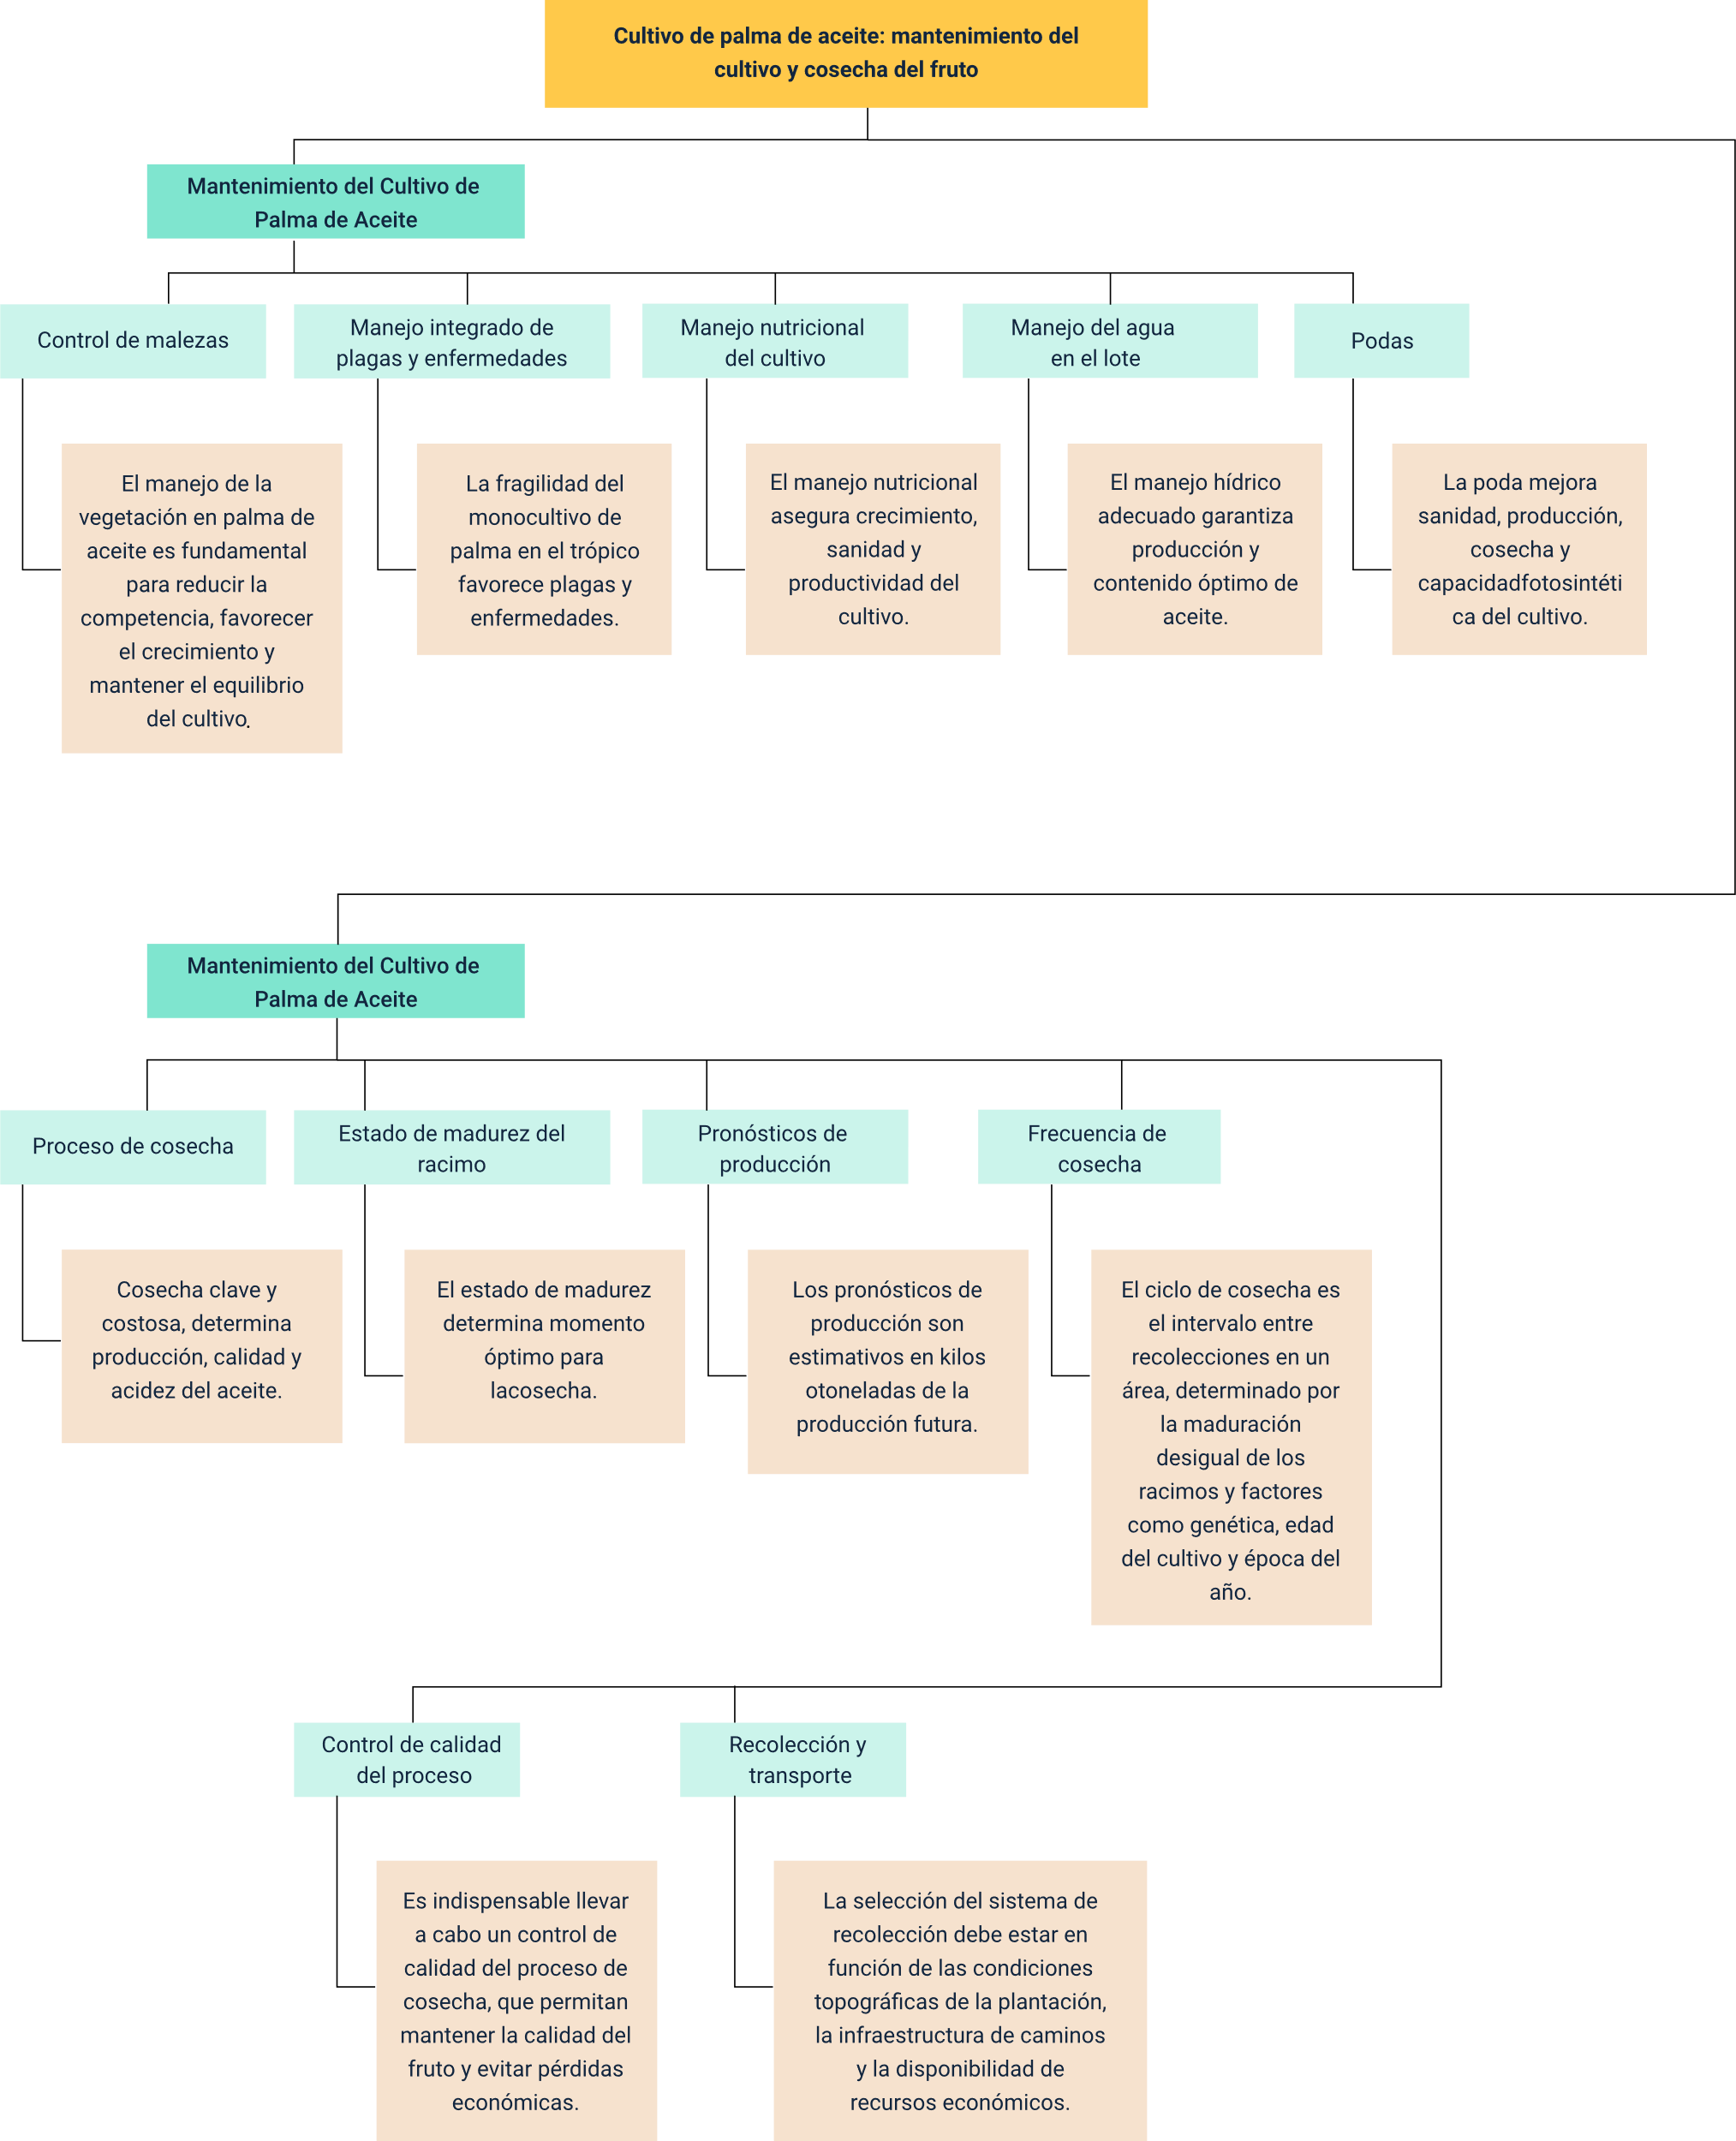 Cultivo de palma de aceite: mantenimiento del
cultivo y cosecha del fruto
Mantenimiento del Cultivo de
Palma de Aceite
Control de malezas
Manejo integrado de
plagas y enfermedades
Manejo nutricional
del cultivo
Manejo del agua
en el lote
Podas
El manejo de la
vegetación en palma de
aceite es fundamental
para reducir la
competencia, favorecer
el crecimiento y
mantener el equilibrio
del cultivo.
La fragilidad del
monocultivo de
palma en el trópico
favorece plagas y
enfermedades.
El manejo nutricional
asegura crecimiento,
sanidad y
productividad del
cultivo.
El manejo hídrico
adecuado garantiza
producción y
contenido óptimo de
aceite.
La poda mejora
sanidad, producción,
cosecha y
capacidadfotosintéti
ca del cultivo.
Mantenimiento del Cultivo de
Palma de Aceite
Proceso de cosecha
Estado de madurez del
racimo
Pronósticos de
producción
Frecuencia de
cosecha
Cosecha clave y
costosa, determina
producción, calidad y
acidez del aceite.
El estado de madurez
determina momento
óptimo para
lacosecha.
Los pronósticos de
producción son
estimativos en kilos
otoneladas de la
producción futura.
El ciclo de cosecha es
el intervalo entre
recolecciones en un
área, determinado por
la maduración
desigual de los
racimos y factores
como genética, edad
del cultivo y época del
año.
Control de calidad
del proceso
Recolección y
transporte
Es indispensable llevar
a cabo un control de
calidad del proceso de
cosecha, que permitan
mantener la calidad del
fruto y evitar pérdidas
económicas.
La selección del sistema de
recolección debe estar en
función de las condiciones
topográficas de la plantación,
la infraestructura de caminos
y la disponibilidad de
recursos económicos.